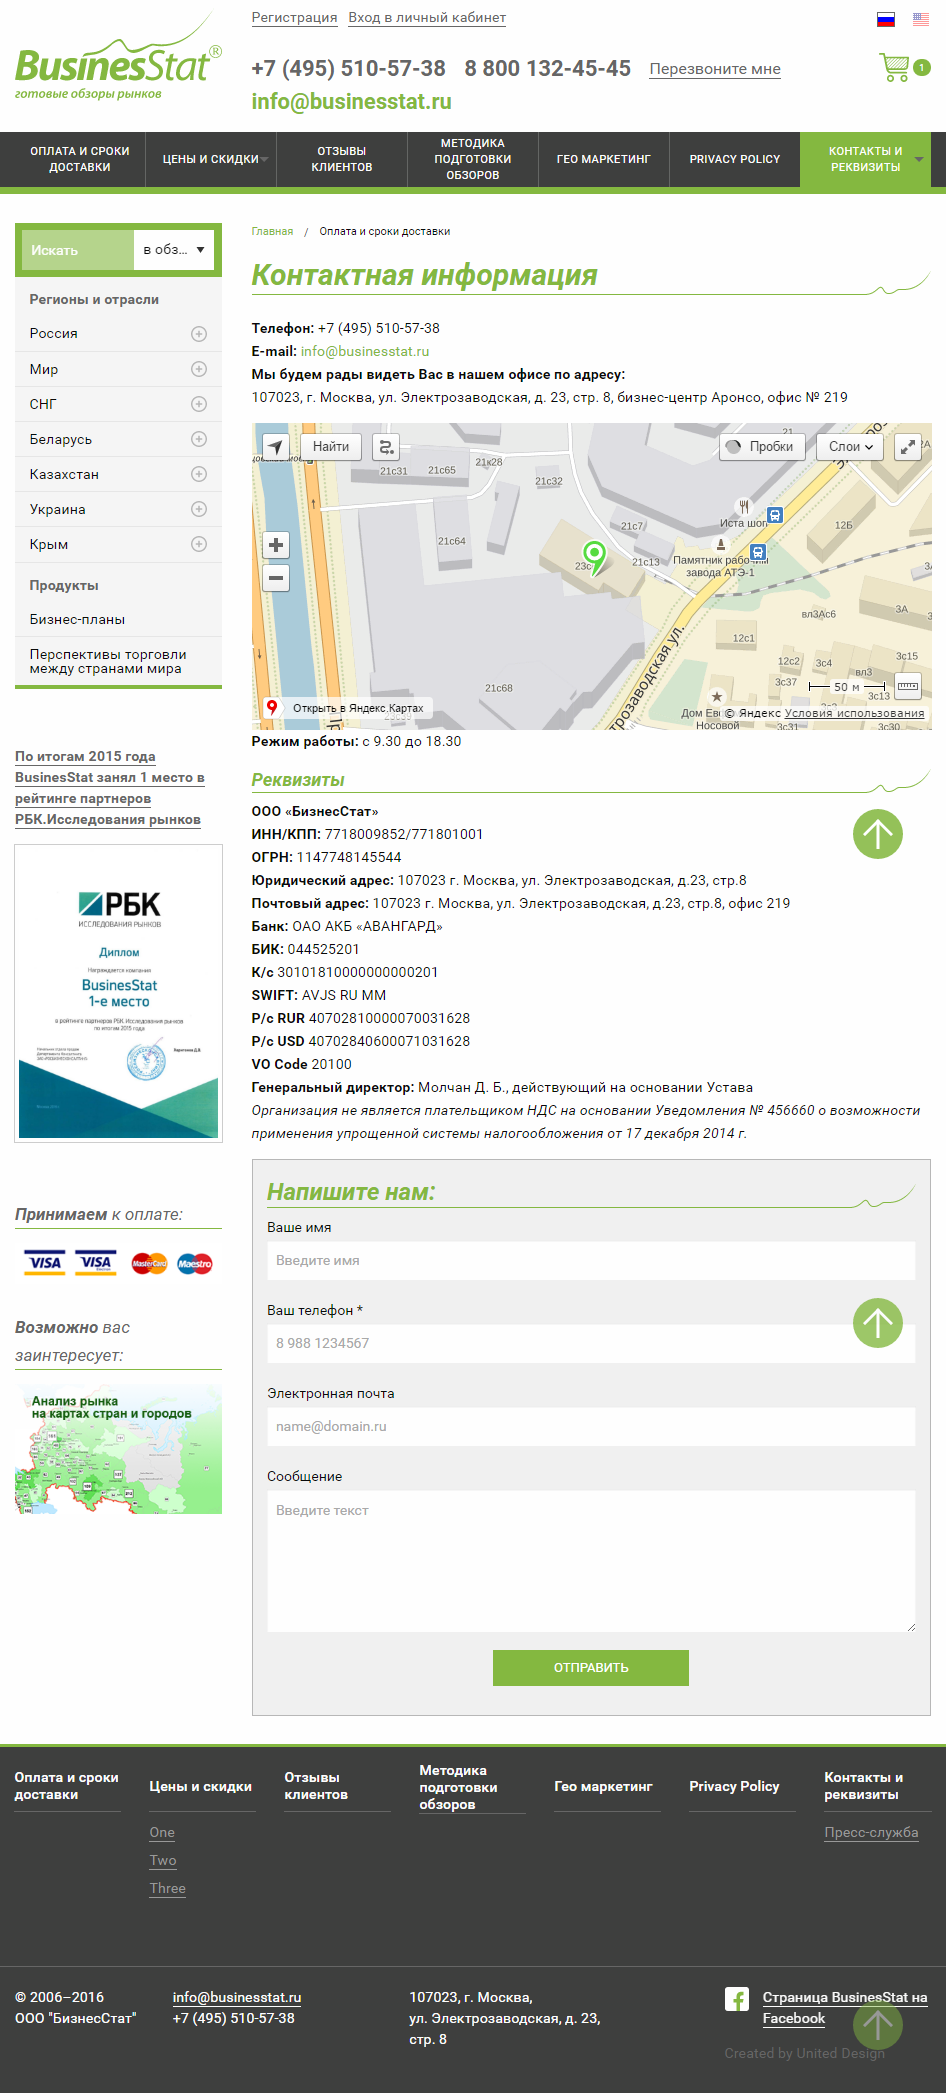 Регистрация Вход в личный кабинет
BusinesStat®
готовые обзоры рынков
+7 (495) 510-57-38 8 800 132-45-45 Перезвоните мне
1
info@businesstat.ru
ОПЛАТА И СРОКИ ДОСТАВКИ
ЦЕНЫ И СКИДКИ
ОТЗЫВЫ КЛИЕНТОВ
МЕТОДИКА ПОДГОТОВКИ ОБЗОРОВ
ГЕО МАРКЕТИНГ
PRIVACY POLICY
КОНТАКТЫ И РЕКВИЗИТЫ
Искать
в обз...
Регионы и отрасли
Россия
Мир
СНГ
Беларусь
Казахстан
Украина
Крым
Продукты
Бизнес-планы
Перспективы торговли
между странами мира
По итогам 2015 года
BusinesStat занял 1 место в
рейтинге партнеров
РБК.Исследования рынков
РБК
ИССЛЕДОВАНИЯ РЫНКОВ
Диплом
Награждается компания
BusinesStat
1-е место
в рейтинге партнеров РБК.Исследования рынков
по итогам 2015 года
Принимаем к оплате:
VISA
VISA
MasterCard
Maestro
Возможно вас
заинтересует:
Анализ рынка
на картах стран и городов
Главная / Оплата и сроки доставки
Контактная информация
Телефон: +7 (495) 510-57-38
E-mail: info@businesstat.ru
Мы будем рады видеть Вас в нашем офисе по адресу:
107023, г. Москва, ул. Электрозаводская, д. 23, стр. 8, бизнес-центр Аронсо, офис № 219
Найти
Пробки
Слои
21
21с31
21с65
21к28
21с32
21с64
21с7
21с13
Иста шоп
12Б
Памятник рабочим
завода АТЭ-1
вл3Ас6
3А
12с1
12с2
3с4
3с15
вл3
3с37
3с13
21с68
50 м
трозаводская ул.
Открыть в Яндекс.Картах
© Яндекс Условия использования
Носовой
3с31
3с30
Режим работы: с 9.30 до 18.30
Реквизиты
ООО «БизнесСтат»
ИНН/КПП: 7718009852/771801001
ОГРН: 1147748145544
Юридический адрес: 107023 г. Москва, ул. Электрозаводская, д.23, стр.8
Почтовый адрес: 107023 г. Москва, ул. Электрозаводская, д.23, стр.8, офис 219
Банк: ОАО АКБ «АВАНГАРД»
БИК: 044525201
К/с 30101810000000000201
SWIFT: AVJS RU MM
Р/с RUR 40702810000070031628
Р/с USD 40702840600071031628
VO Code 20100
Генеральный директор: Молчан Д. Б., действующий на основании Устава
Организация не является плательщиком НДС на основании Уведомления № 456660 о возможности
применения упрощенной системы налогообложения от 17 декабря 2014 г.
Напишите нам:
Ваше имя
Введите имя
Ваш телефон *
8 988 1234567
Электронная почта
name@domain.ru
Сообщение
Введите текст
ОТПРАВИТЬ
Оплата и сроки
доставки
Цены и скидки
One
Two
Three
Отзывы
клиентов
Методика
подготовки
обзоров
Гео маркетинг
Privacy Policy
Контакты и
реквизиты
Пресс-служба
© 2006–2016
ООО "БизнесСтат"
info@businesstat.ru
+7 (495) 510-57-38
107023, г. Москва,
ул. Электрозаводская, д. 23,
стр. 8
Страница BusinesStat на
Facebook
Created by United Design